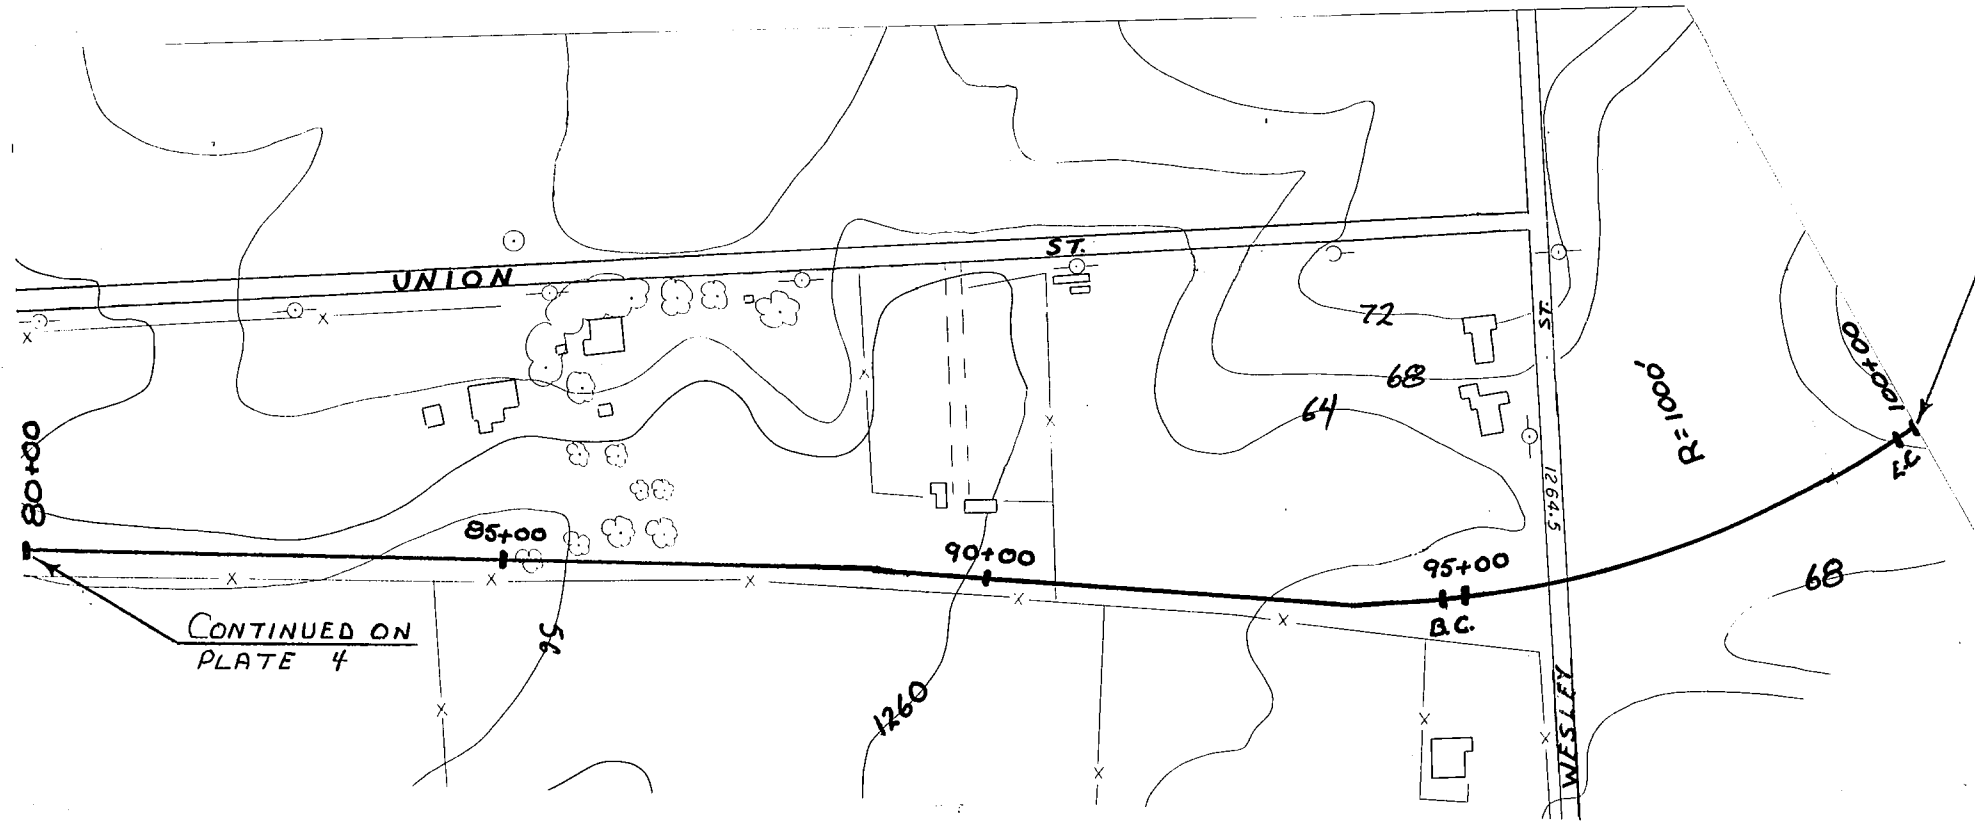 UNION ST.
ST.
72
68
64
R=1000'
100+00
E.C.
80+00
85+00
90+00
95+00
B.C.
1264.5
68
CONTINUED ON
PLATE 4
56
1260
WESLEY